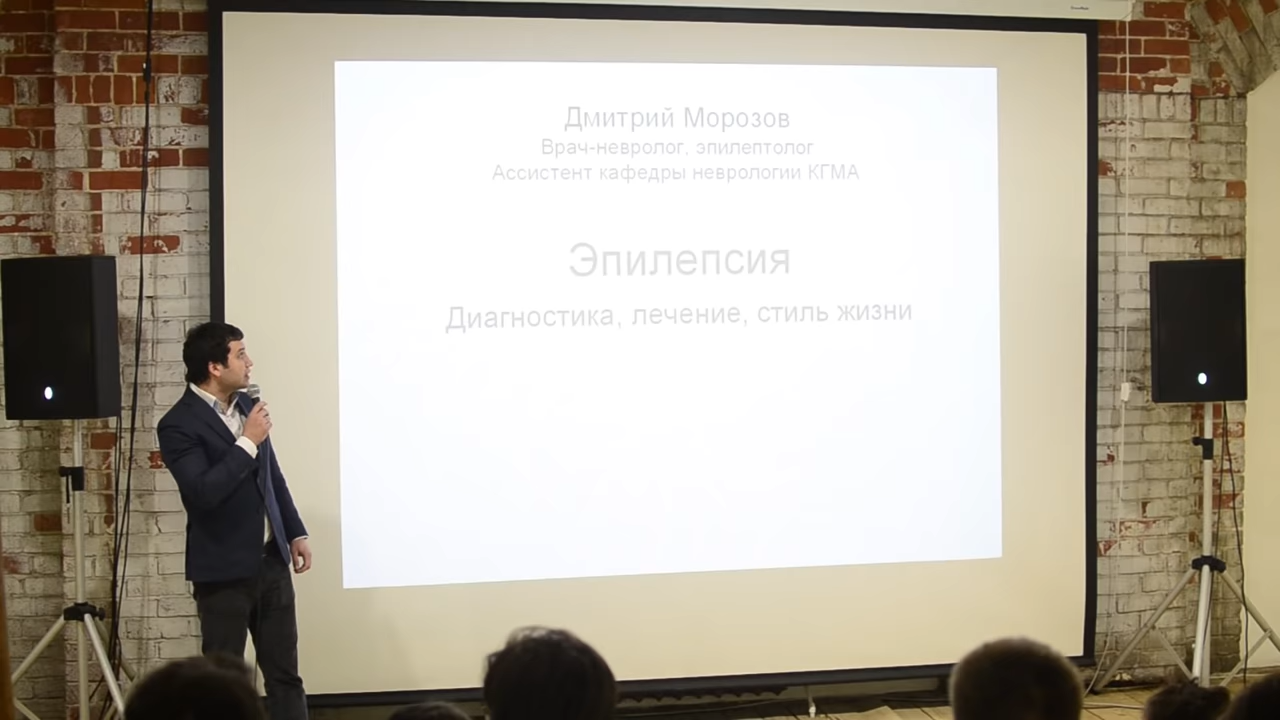 Дмитрий Морозов
Врач-невролог, эпилептолог
Ассистент кафедры неврологии КГМА
Эпилепсия
Диагностика, лечение, стиль жизни